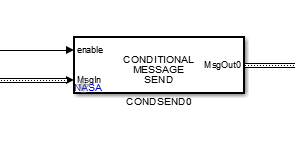 enable
CONDITIONAL
MESSAGE
SEND
MsgOut0
MsgIn
NASA
CONDSEND0